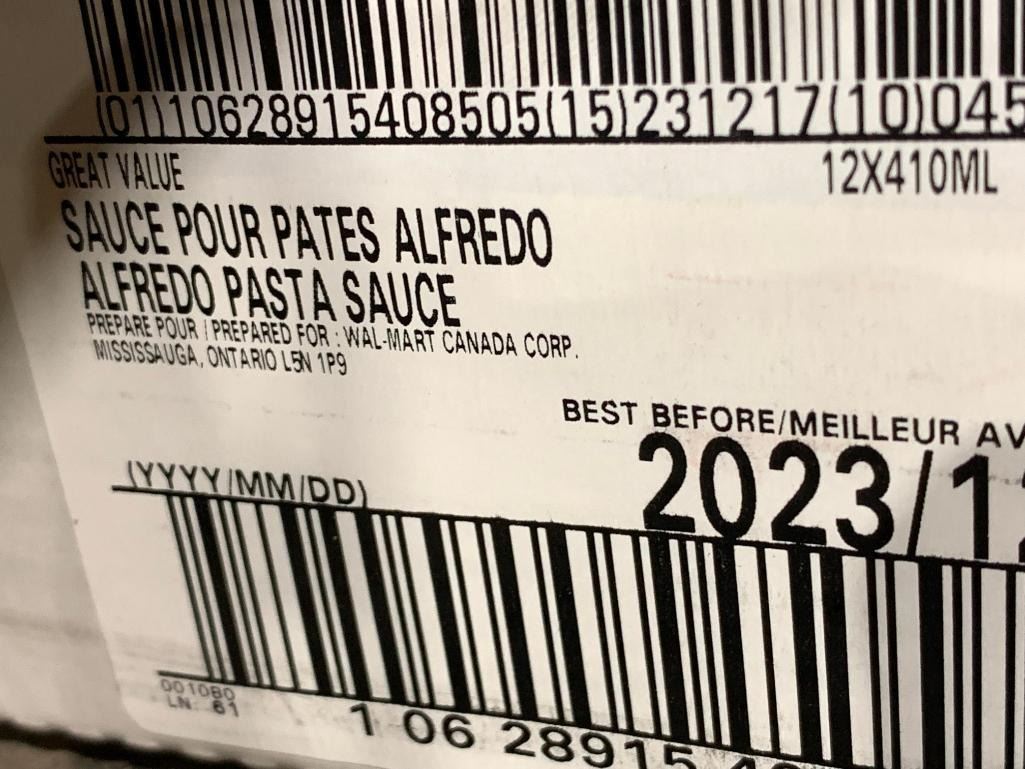 (01)10628915408505(15)231217(10)045
GREAT VALUE
12X410ML
SAUCE POUR PATES ALFREDO
ALFREDO PASTA SAUCE
PREPARE POUR / PREPARED FOR : WAL-MART CANADA CORP.
MISSISSAUGA, ONTARIO L5N 1P9
BEST BEFORE/MEILLEUR AV
(YYYY/MM/DD)
2023/12
001080
LN: 61
1 06 28915 40